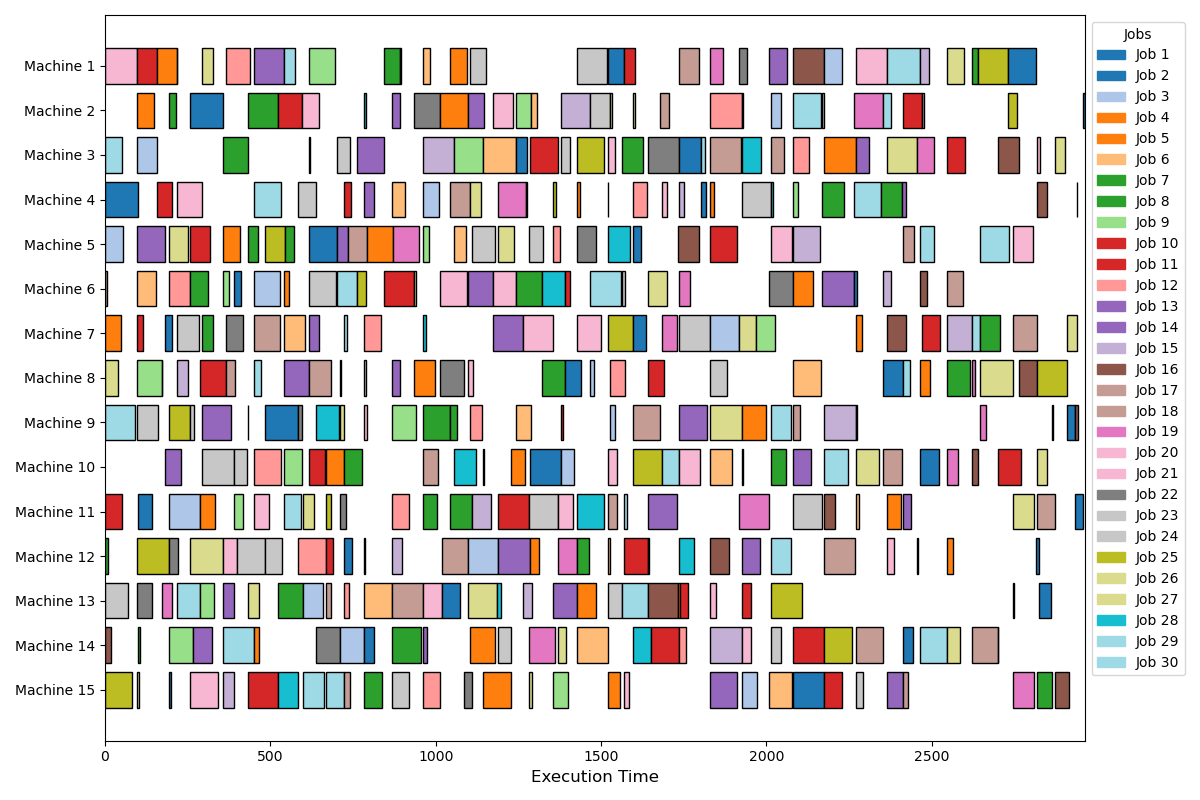 Machine 1
Machine 2
Machine 3
Machine 4
Machine 5
Machine 6
Machine 7
Machine 8
Machine 9
Machine 10
Machine 11
Machine 12
Machine 13
Machine 14
Machine 15
0 500 1000 1500 2000 2500
Execution Time
Jobs
Job 1
Job 2
Job 3
Job 4
Job 5
Job 6
Job 7
Job 8
Job 9
Job 10
Job 11
Job 12
Job 13
Job 14
Job 15
Job 16
Job 17
Job 18
Job 19
Job 20
Job 21
Job 22
Job 23
Job 24
Job 25
Job 26
Job 27
Job 28
Job 29
Job 30